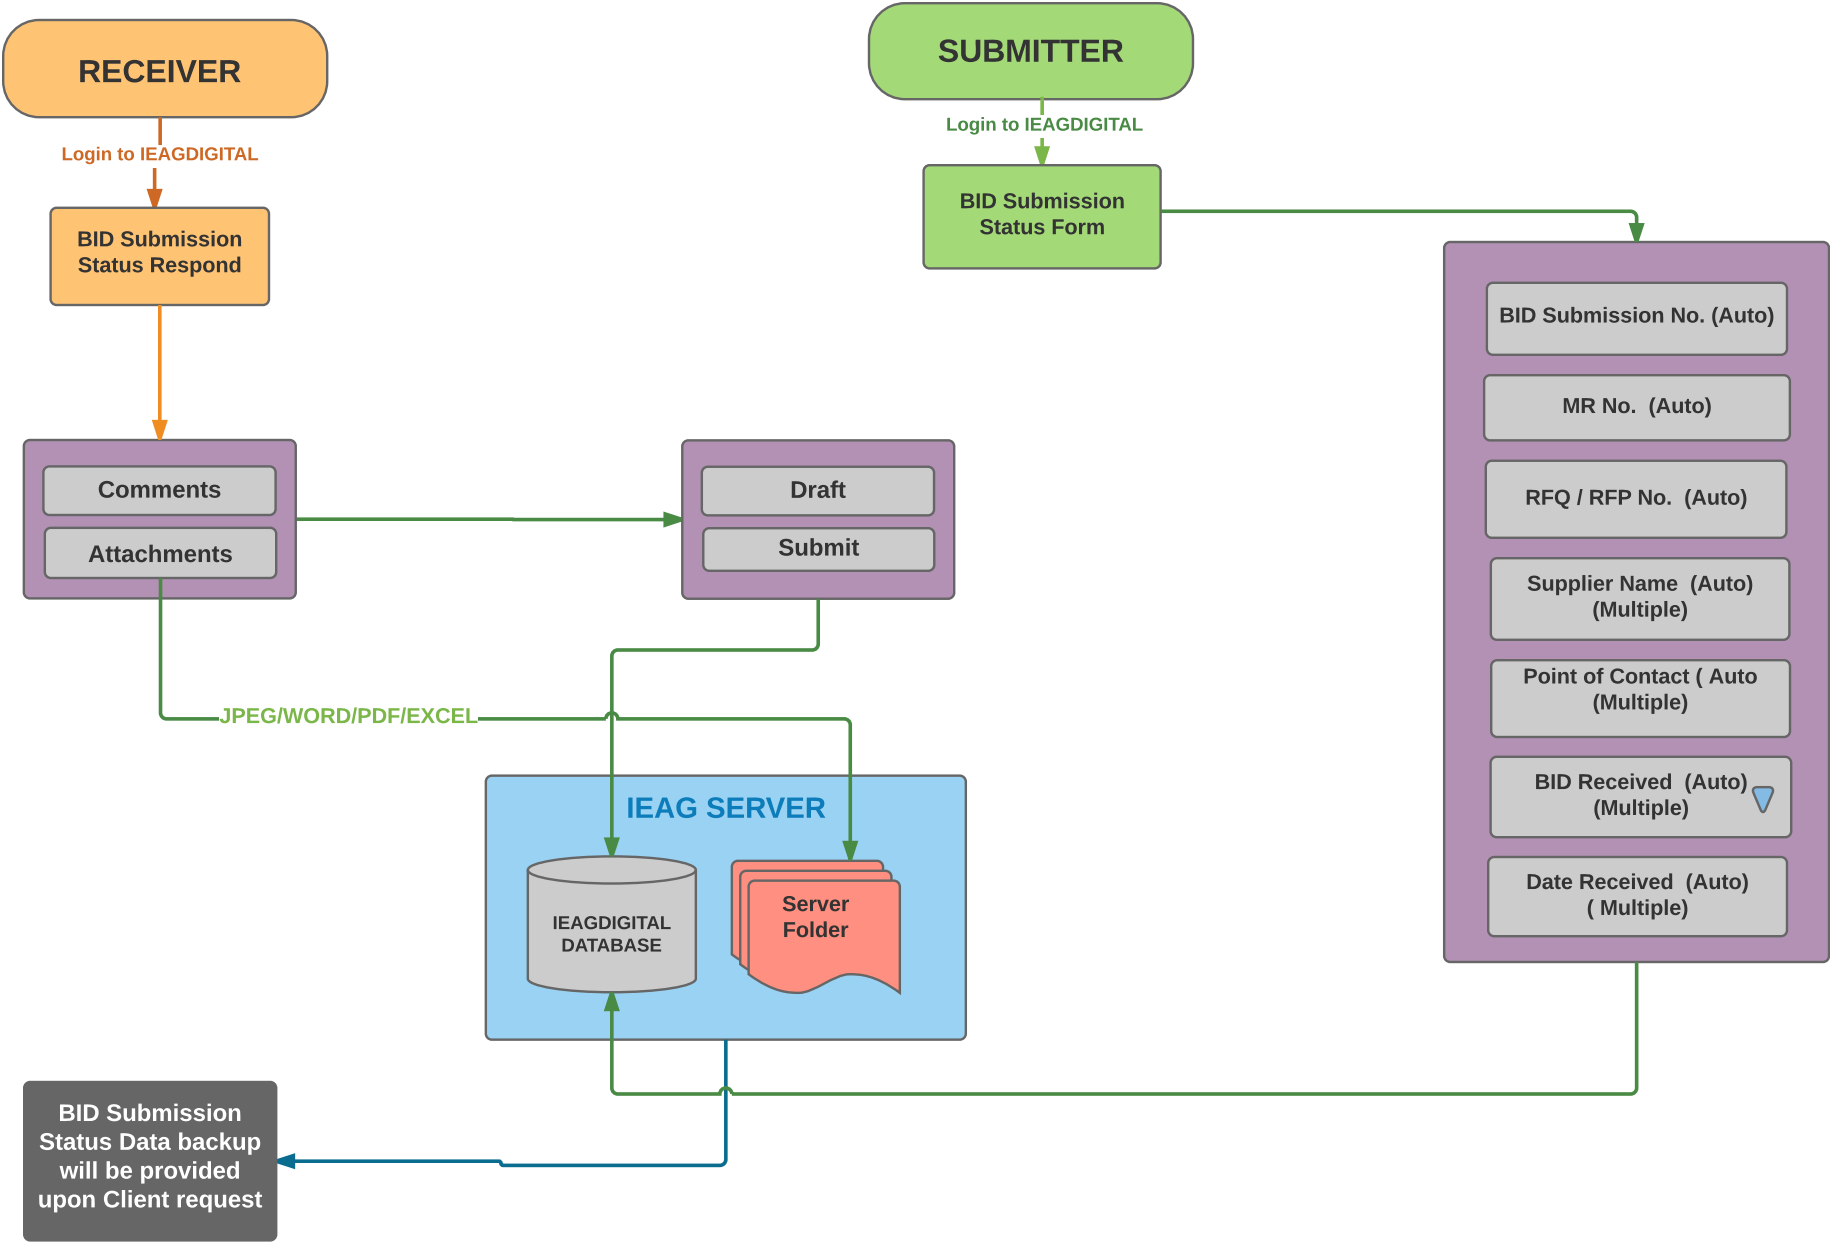 RECEIVER
Login to IEAGDIGITAL
BID Submission
Status Respond
Comments
Attachments
JPEG/WORD/PDF/EXCEL
SUBMITTER
Login to IEAGDIGITAL
BID Submission
Status Form
Draft
Submit
IEAG SERVER
IEAGDIGITAL
DATABASE
Server
Folder
BID Submission No. (Auto)
MR No.  (Auto)
RFQ / RFP No.  (Auto)
Supplier Name  (Auto)
(Multiple)
Point of Contact ( Auto
(Multiple)
BID Received  (Auto)
(Multiple)
Date Received  (Auto)
( Multiple)
BID Submission
Status Data backup
will be provided
upon Client request